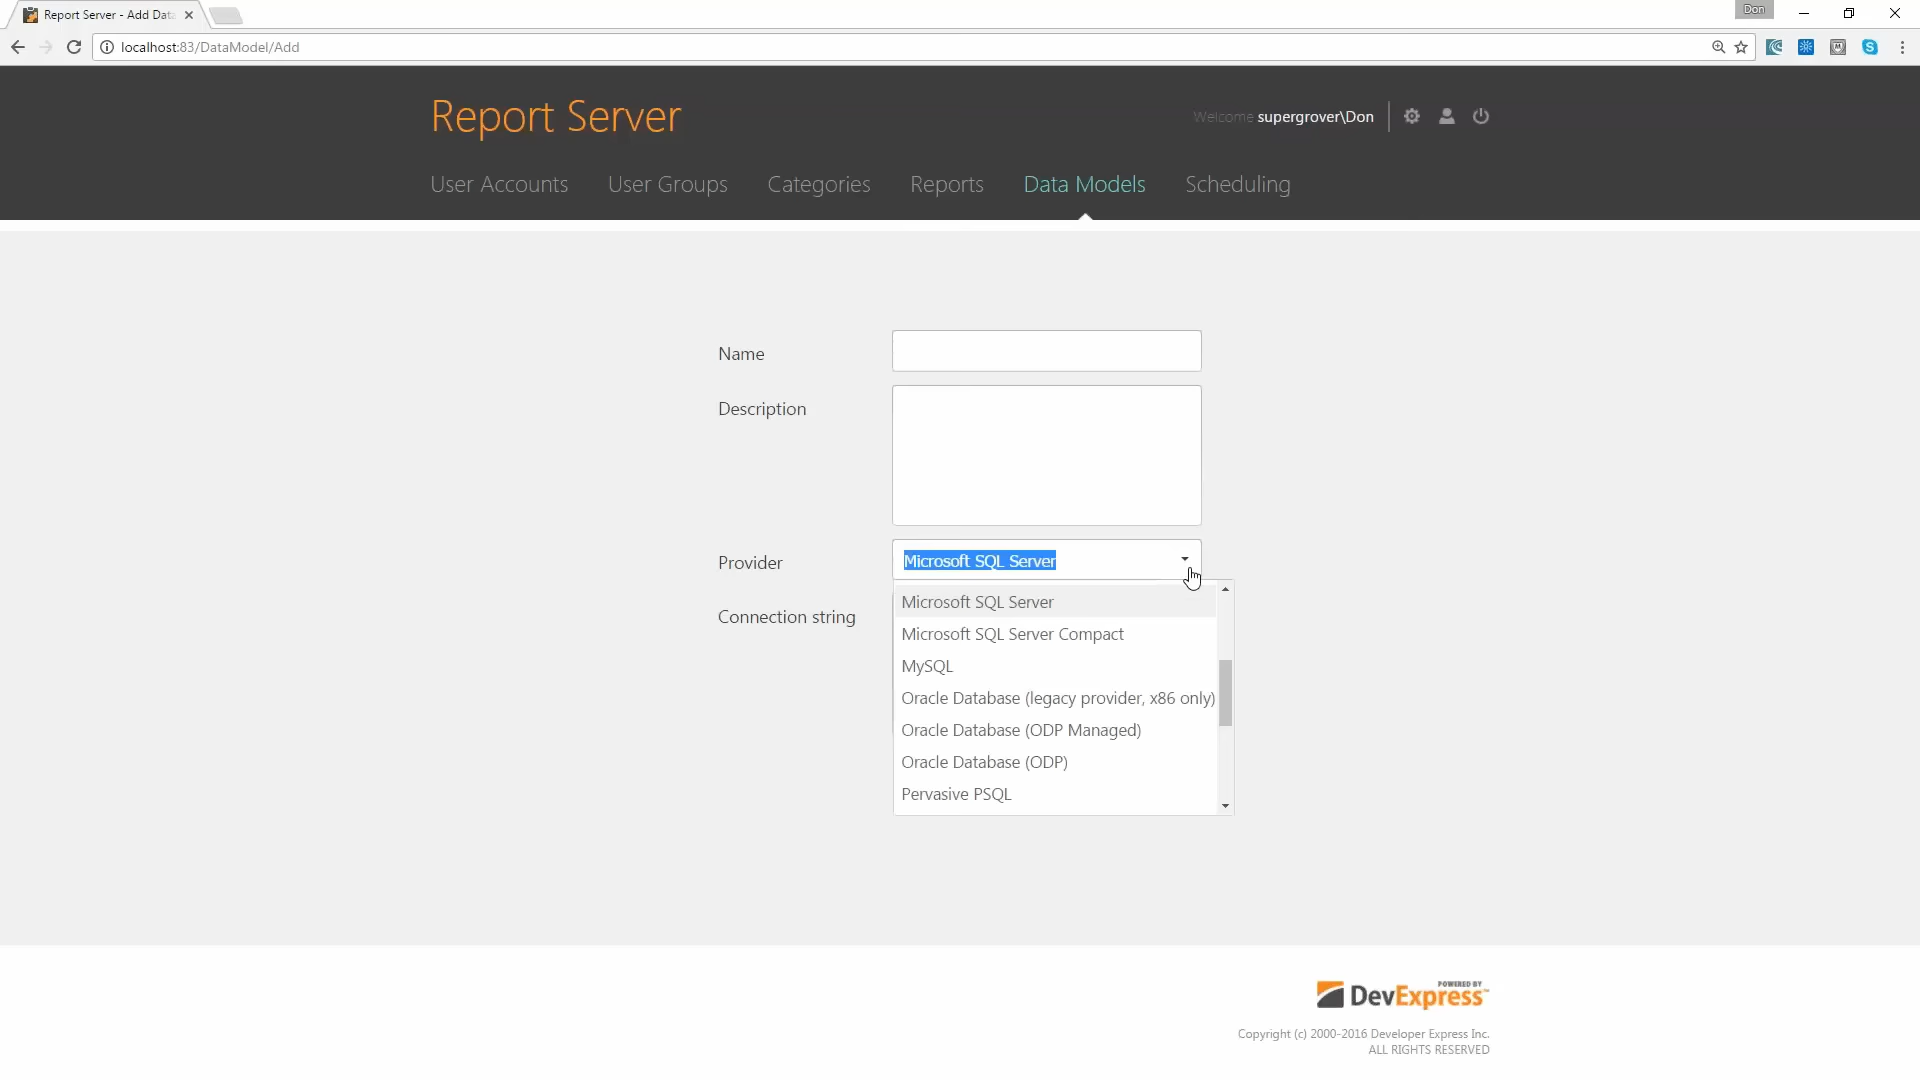 Report Server - Add Data
Don
localhost:83/DataModel/Add
Report Server
Welcome supergrover\Don
User Accounts
User Groups
Categories
Reports
Data Models
Scheduling
Name
Description
Provider
Microsoft SQL Server
Connection string
Microsoft SQL Server
Microsoft SQL Server Compact
MySQL
Oracle Database (legacy provider, x86 only)
Oracle Database (ODP Managed)
Oracle Database (ODP)
Pervasive PSQL
POWERED BY
DevExpress™
Copyright (c) 2000-2016 Developer Express Inc.
ALL RIGHTS RESERVED